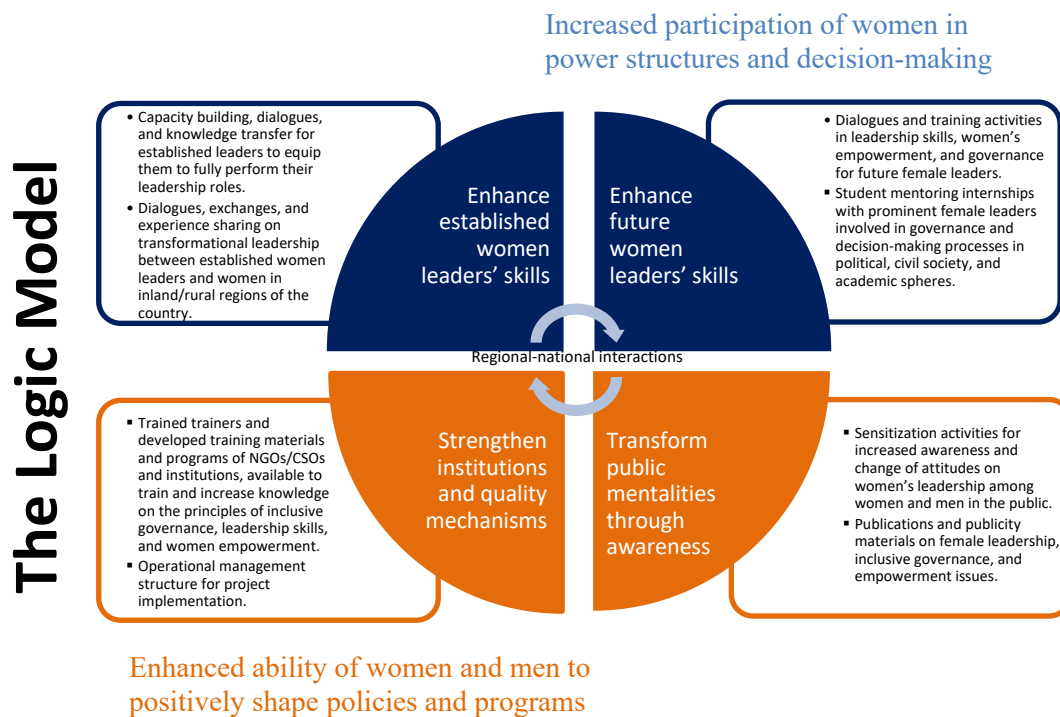 The Logic Model
Increased participation of women in
power structures and decision-making
• Capacity building, dialogues,
and knowledge transfer for
established leaders to equip
them to fully perform their
leadership roles.
• Dialogues, exchanges, and
experience sharing on
transformational leadership
between established women
leaders and women in
inland/rural regions of the
country.
Enhance
established
women
leaders’ skills
Enhance
future
women
leaders’ skills
• Dialogues and training activities
in leadership skills, women’s
empowerment, and governance
for future female leaders.
▪ Student mentoring internships
with prominent female leaders
involved in governance and
decision-making processes in
political, civil society, and
academic spheres.
Regional-national interactions
▪ Trained trainers and
developed training materials
and programs of NGOs/CSOs
and institutions, available to
train and increase knowledge
on the principles of inclusive
governance, leadership skills,
and women empowerment.
▪ Operational management
structure for project
implementation.
Strengthen
institutions
and quality
mechanisms
Transform
public
mentalities
through
awareness
▪ Sensitization activities for
increased awareness and
change of attitudes on
women’s leadership among
women and men in the public.
▪ Publications and publicity
materials on female leadership,
inclusive governance, and
empowerment issues.
Enhanced ability of women and men to
positively shape policies and programs